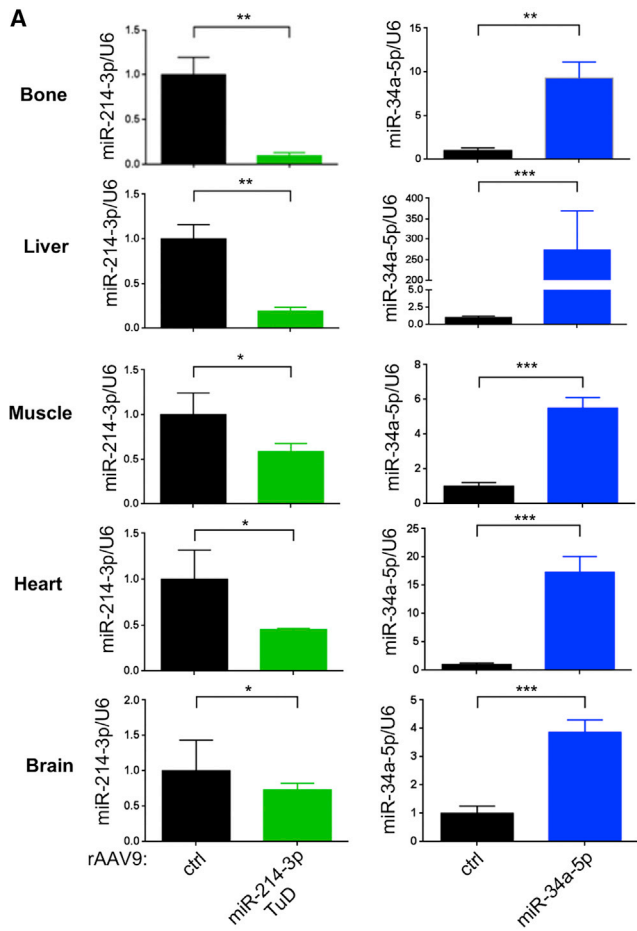 A
Bone
miR-214-3p/U6
1.5
1.0
0.5
0.0
**
miR-34a-5p/U6
15
10
5
0
**
Liver
miR-214-3p/U6
1.5
1.0
0.5
0.0
**
miR-34a-5p/U6
400
350
300
250
200
5.0
2.5
0.0
***
Muscle
miR-214-3p/U6
1.5
1.0
0.5
0.0
*
miR-34a-5p/U6
8
6
4
2
0
***
Heart
miR-214-3p/U6
1.5
1.0
0.5
0.0
*
miR-34a-5p/U6
25
20
15
10
5
0
***
Brain
miR-214-3p/U6
2.0
1.5
1.0
0.5
0.0
*
miR-34a-5p/U6
5
4
3
2
1
0
***
rAAV9:
ctrl
miR-214-3p
TuD
ctrl
miR-34a-5p